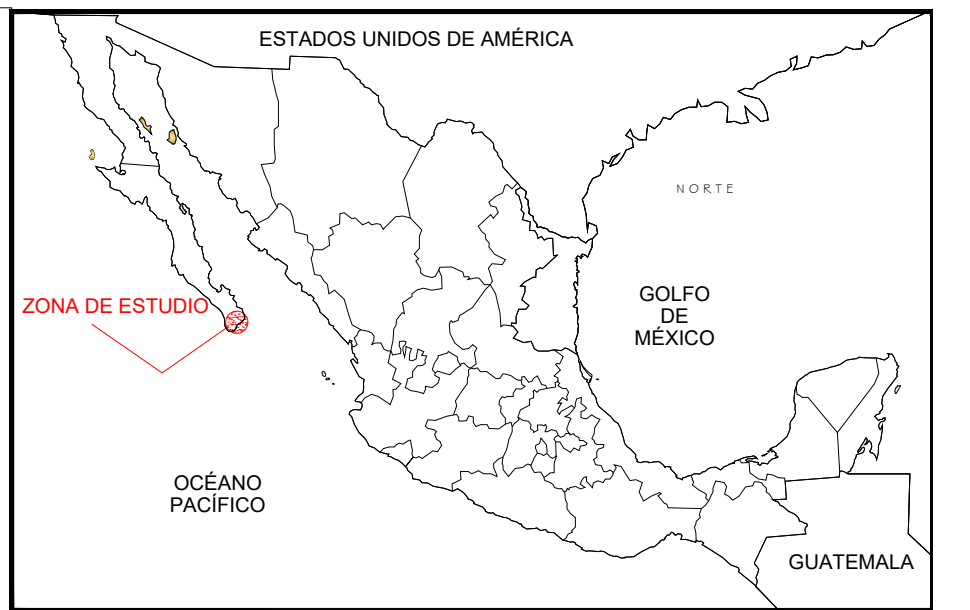 ESTADOS UNIDOS DE AMÉRICA
NORTE
ZONA DE ESTUDIO
GOLFO
DE
MÉXICO
OCÉANO
PACÍFICO
GUATEMALA